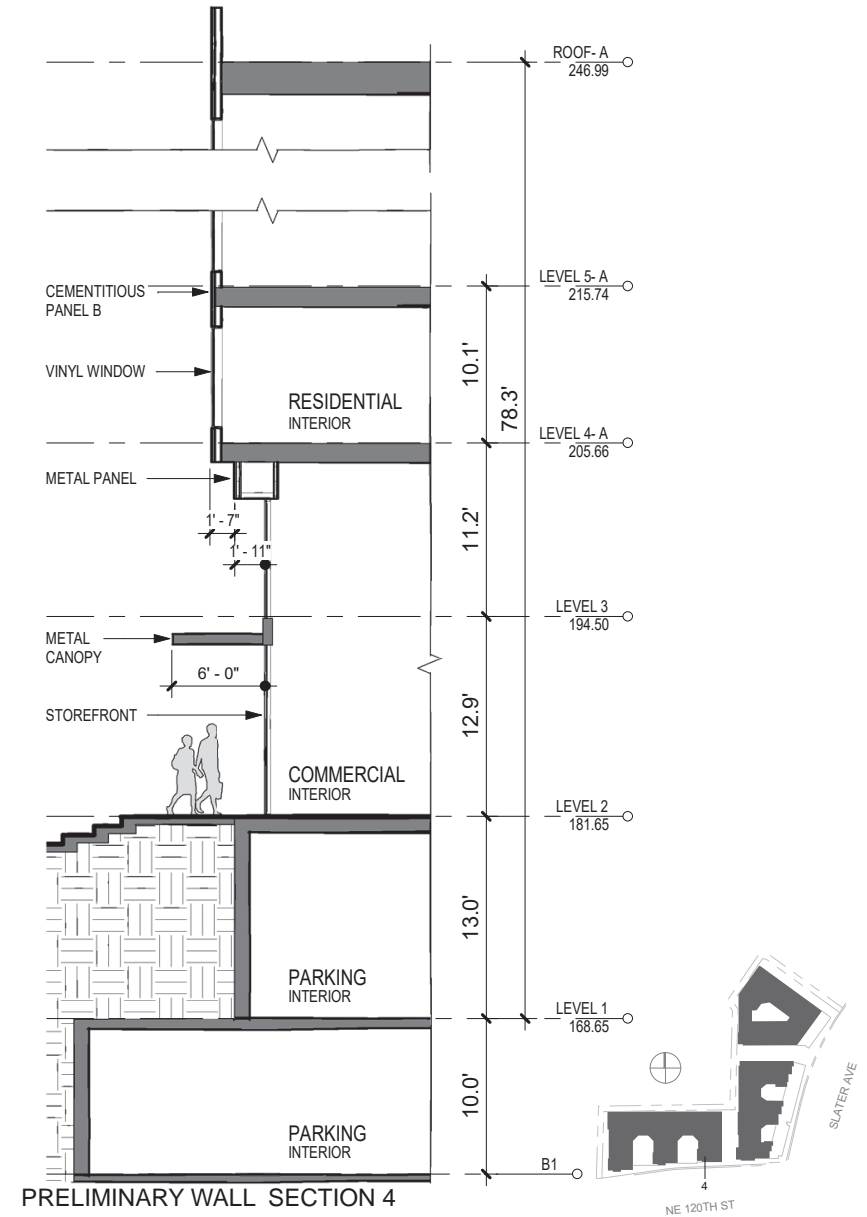 ROOF- A
246.99
LEVEL 5- A
215.74
CEMENTITIOUS
PANEL B
VINYL WINDOW
10.1'
78.3'
RESIDENTIAL
INTERIOR
LEVEL 4- A
205.66
METAL PANEL
1' - 7"
1' - 11"
11.2'
LEVEL 3
194.50
METAL
CANOPY
6' - 0"
STOREFRONT
12.9'
COMMERCIAL
INTERIOR
LEVEL 2
181.65
13.0'
PARKING
INTERIOR
LEVEL 1
168.65
10.0'
PARKING
INTERIOR
B1
SLATER AVE
4
NE 120TH ST
PRELIMINARY WALL SECTION 4